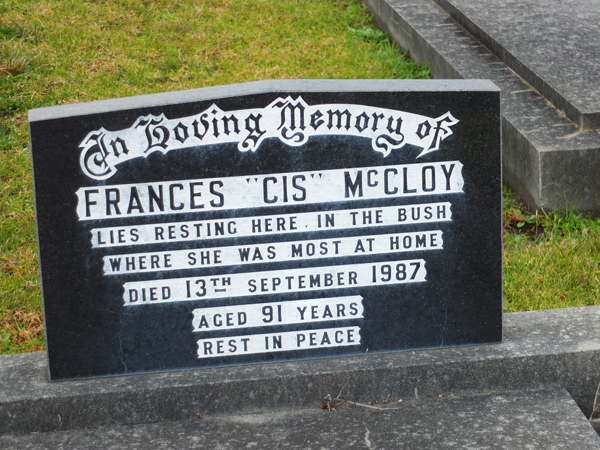 In Loving Memory of
FRANCES "CIS" McCLOY
LIES RESTING HERE, IN THE BUSH
WHERE SHE WAS MOST AT HOME
DIED 13TH SEPTEMBER 1987
AGED 91 YEARS
REST IN PEACE